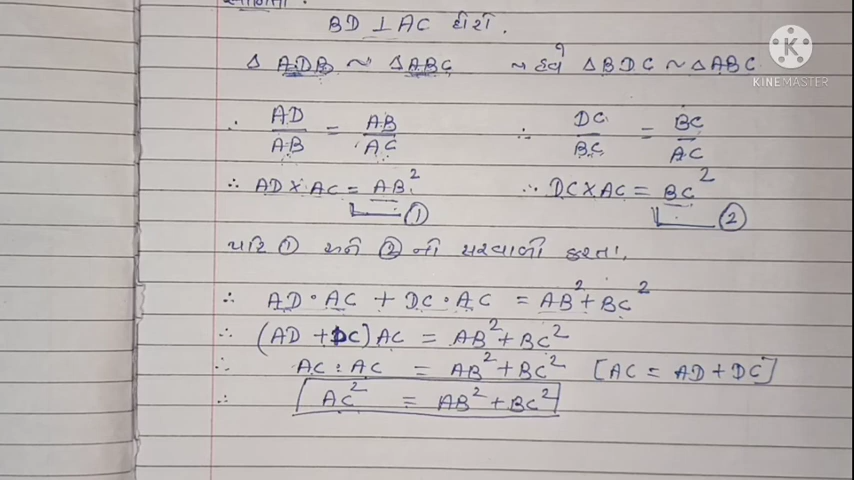 BD ⊥ AC દોરો.
Δ ADB ~ Δ ABC ~ હવે Δ BDC ~ Δ ABC
K
KINEMASTER
∴ AD/AB = AB/AC ∴ DC/BC = BC/AC
∴ AD × AC = AB² ∴ DC × AC = BC²
① ②
① અને ② નો સરવાળો કરતા,
∴ AD · AC + DC · AC = AB² + BC²
∴ (AD + DC) AC = AB² + BC²
∴ AC · AC = AB² + BC² [AC = AD + DC]
∴ AC² = AB² + BC²